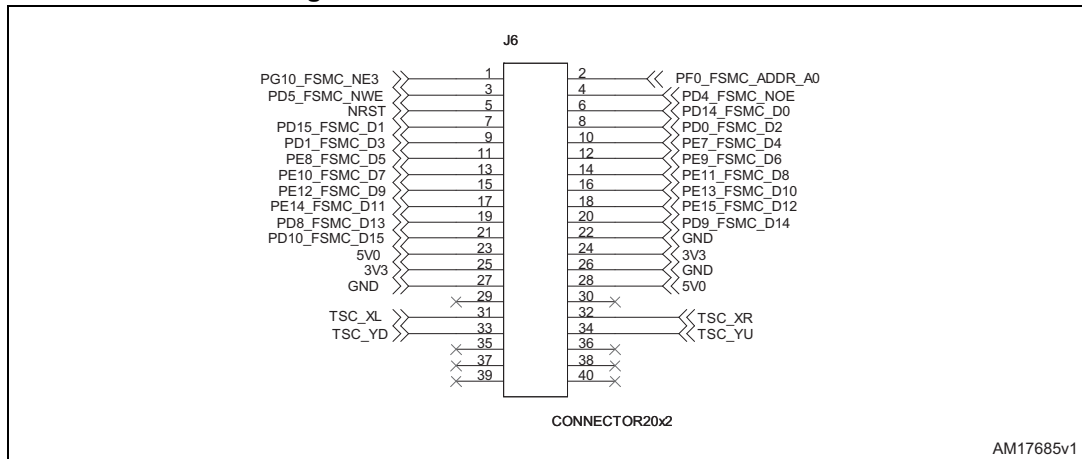 J6
PG10_FSMC_NE3 1 2 PF0_FSMC_ADDR_A0
PD5_FSMC_NWE 3 4 PD4_FSMC_NOE
NRST 5 6 PD14_FSMC_D0
PD15_FSMC_D1 7 8 PD0_FSMC_D2
PD1_FSMC_D3 9 10 PE7_FSMC_D4
PE8_FSMC_D5 11 12 PE9_FSMC_D6
PE10_FSMC_D7 13 14 PE11_FSMC_D8
PE12_FSMC_D9 15 16 PE13_FSMC_D10
PE14_FSMC_D11 17 18 PE15_FSMC_D12
PD8_FSMC_D13 19 20 PD9_FSMC_D14
PD10_FSMC_D15 21 22 GND
5V0 23 24 3V3
3V3 25 26 GND
GND 27 28 5V0
29 30
TSC_XL 31 32 TSC_XR
TSC_YD 33 34 TSC_YU
35 36
37 38
39 40
CONNECTOR20x2
AM17685v1